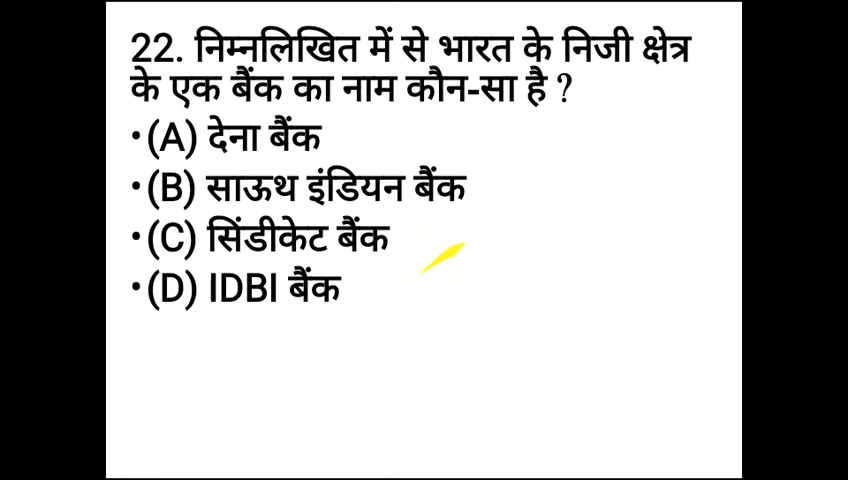 22. निम्नलिखित में से भारत के निजी क्षेत्र
के एक बैंक का नाम कौन-सा है ?
•(A) देना बैंक
•(B) साऊथ इंडियन बैंक
•(C) सिंडीकेट बैंक
•(D) IDBI बैंक